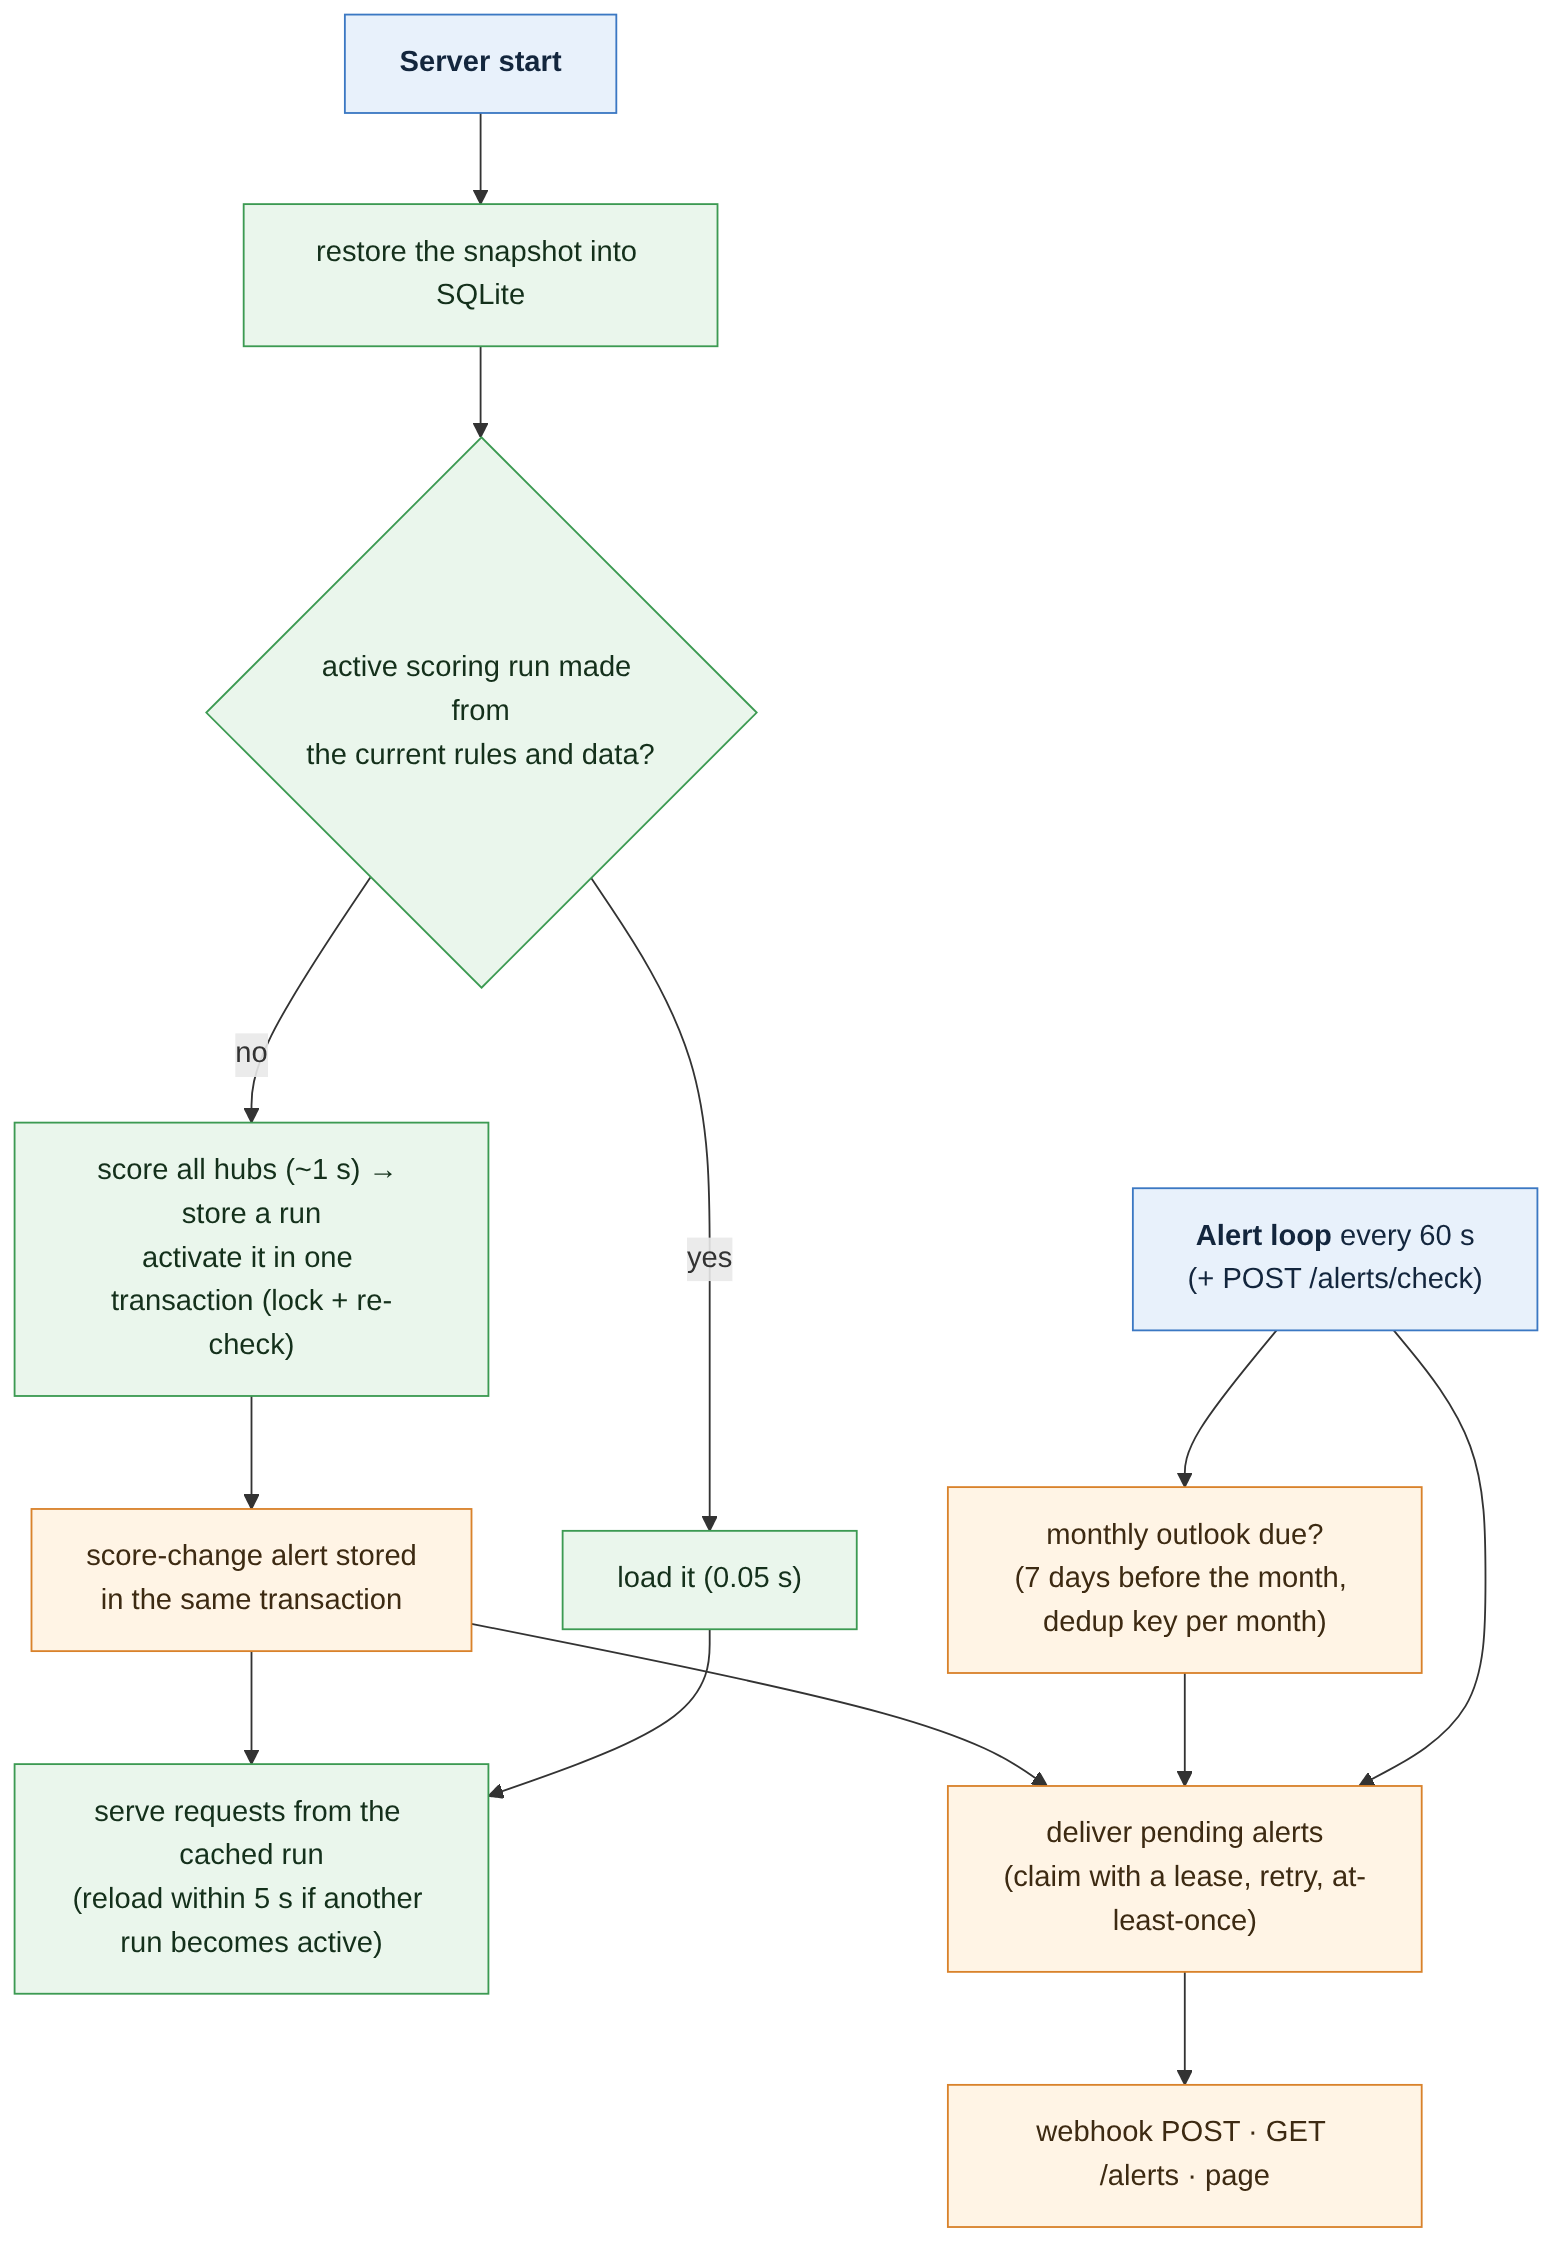 Server start
restore the snapshot into
SQLite
active scoring run made
from
the current rules and data?
no
yes
score all hubs (~1 s) →
store a run
activate it in one
transaction (lock + re-
check)
Alert loop every 60 s
(+ POST /alerts/check)
score-change alert stored
in the same transaction
load it (0.05 s)
monthly outlook due?
(7 days before the month,
dedup key per month)
serve requests from the
cached run
(reload within 5 s if another
run becomes active)
deliver pending alerts
(claim with a lease, retry, at-
least-once)
webhook POST · GET
/alerts · page